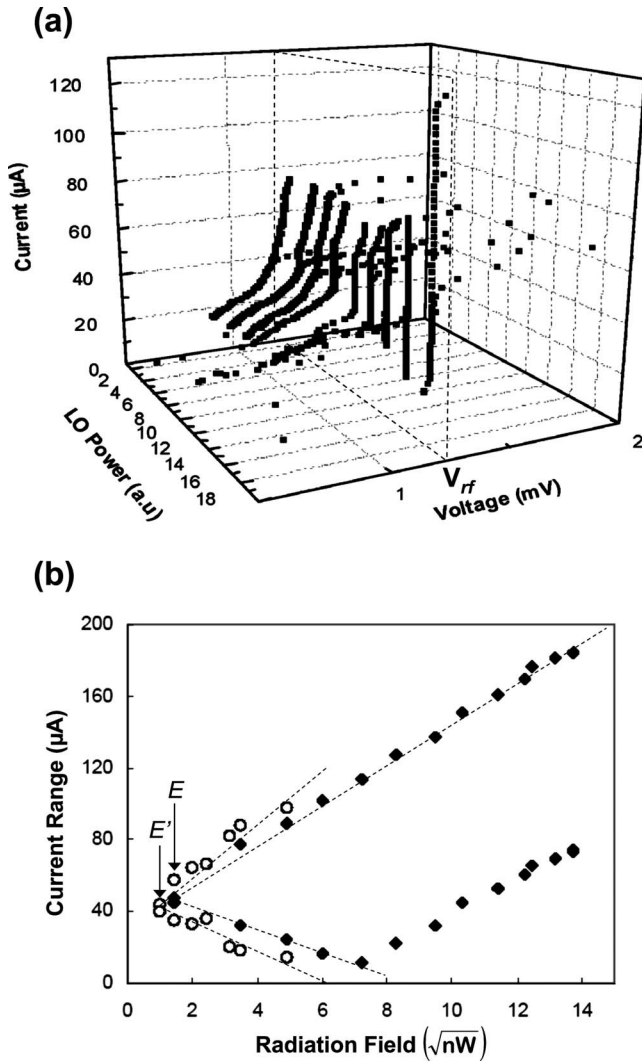 (a)
120
100
80
60
40
20
0
Current (µA)
0
2
4
6
8
10
12
14
16
18
LO Power (a.u)
1
V_rf
2
Voltage (mV)
(b)
200
160
120
80
40
0
Current Range (µA)
E
E'
0 2 4 6 8 10 12 14
Radiation Field (√nW)